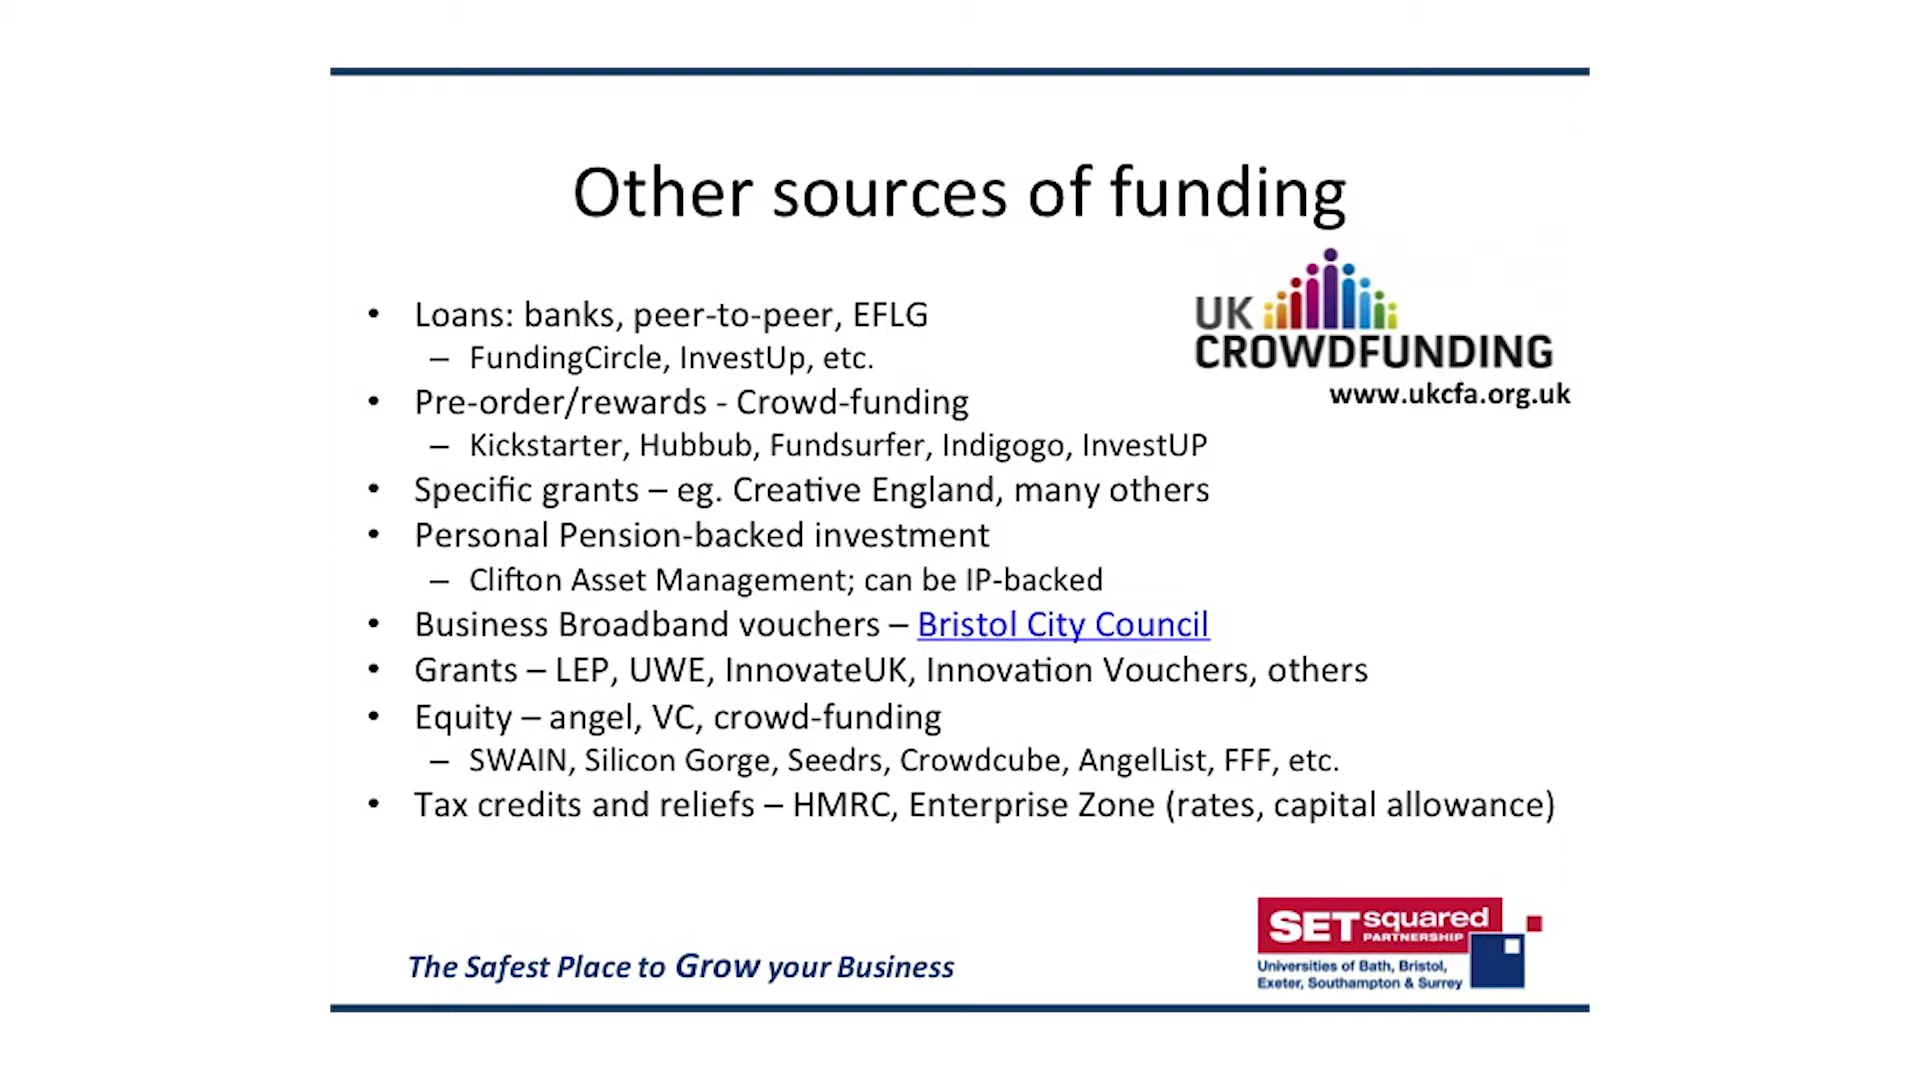 Other sources of funding
UK
CROWDFUNDING
www.ukcfa.org.uk
• Loans: banks, peer-to-peer, EFLG
– FundingCircle, InvestUp, etc.
• Pre-order/rewards - Crowd-funding
– Kickstarter, Hubbub, Fundsurfer, Indigogo, InvestUP
• Specific grants – eg. Creative England, many others
• Personal Pension-backed investment
– Clifton Asset Management; can be IP-backed
• Business Broadband vouchers – Bristol City Council
• Grants – LEP, UWE, InnovateUK, Innovation Vouchers, others
• Equity – angel, VC, crowd-funding
– SWAIN, Silicon Gorge, Seedrs, Crowdcube, AngelList, FFF, etc.
• Tax credits and reliefs – HMRC, Enterprise Zone (rates, capital allowance)
The Safest Place to Grow your Business
SETsquared
PARTNERSHIP
Universities of Bath, Bristol,
Exeter, Southampton & Surrey